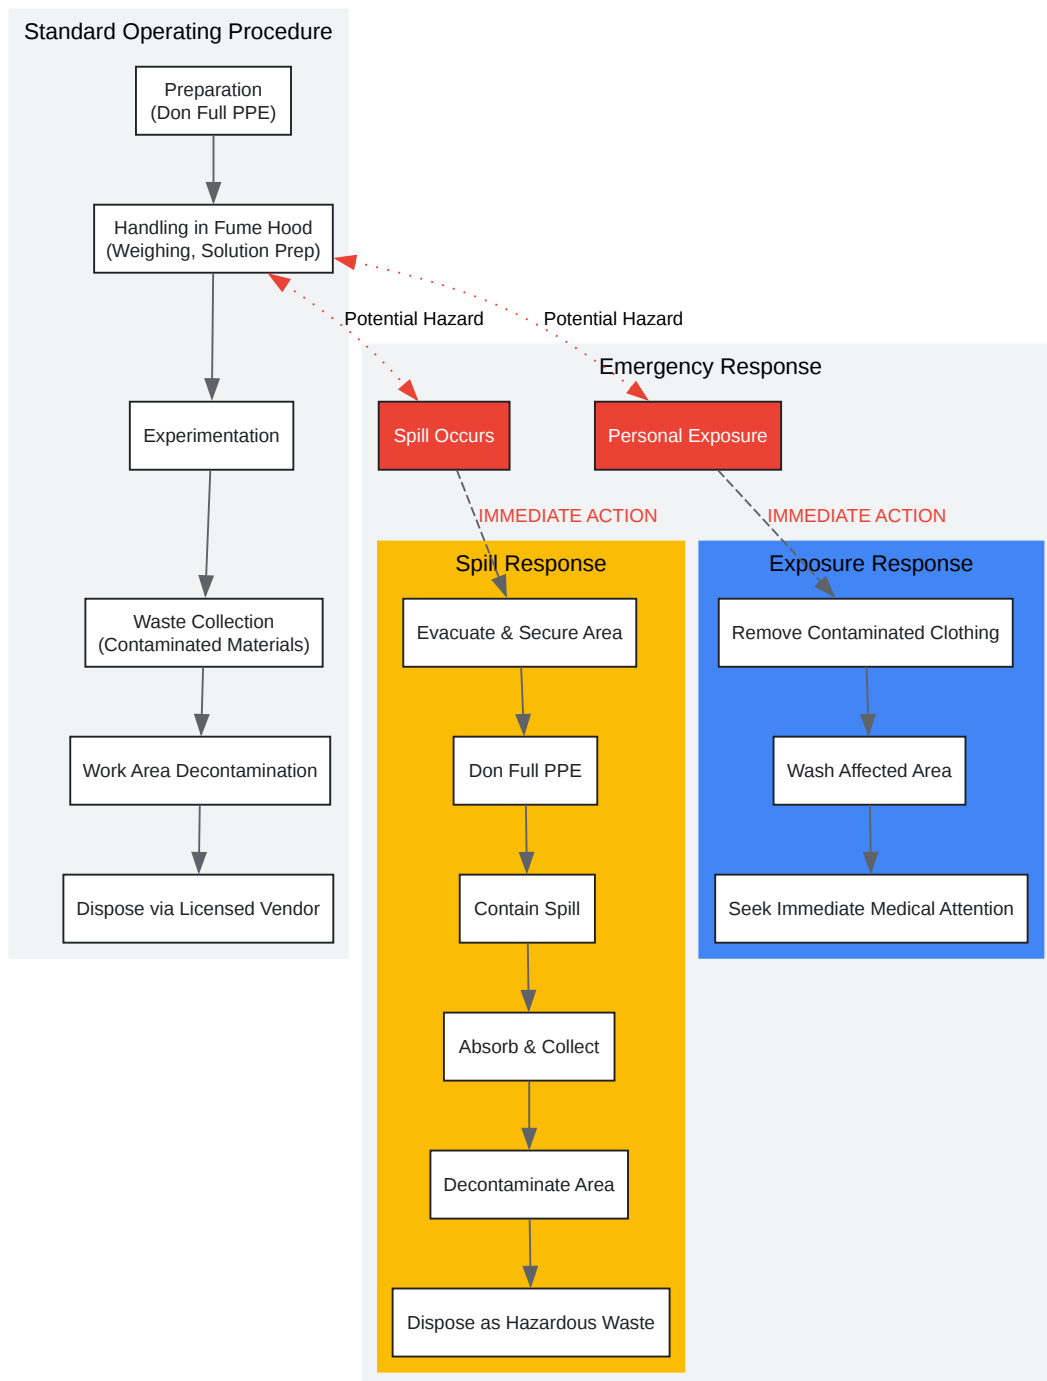 Standard Operating Procedure
Preparation
(Don Full PPE)
Handling in Fume Hood
(Weighing, Solution Prep)
Potential Hazard
Potential Hazard
Experimentation
Waste Collection
(Contaminated Materials)
Work Area Decontamination
Dispose via Licensed Vendor
Emergency Response
Spill Occurs
Personal Exposure
IMMEDIATE ACTION
IMMEDIATE ACTION
Spill Response
Evacuate & Secure Area
Don Full PPE
Contain Spill
Absorb & Collect
Decontaminate Area
Dispose as Hazardous Waste
Exposure Response
Remove Contaminated Clothing
Wash Affected Area
Seek Immediate Medical Attention